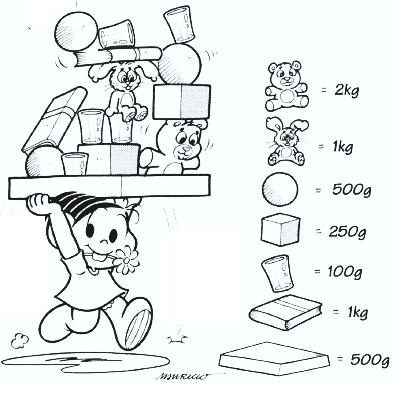 = 2kg
= 1kg
= 500g
= 250g
= 100g
= 1kg
= 500g
MAURICIO